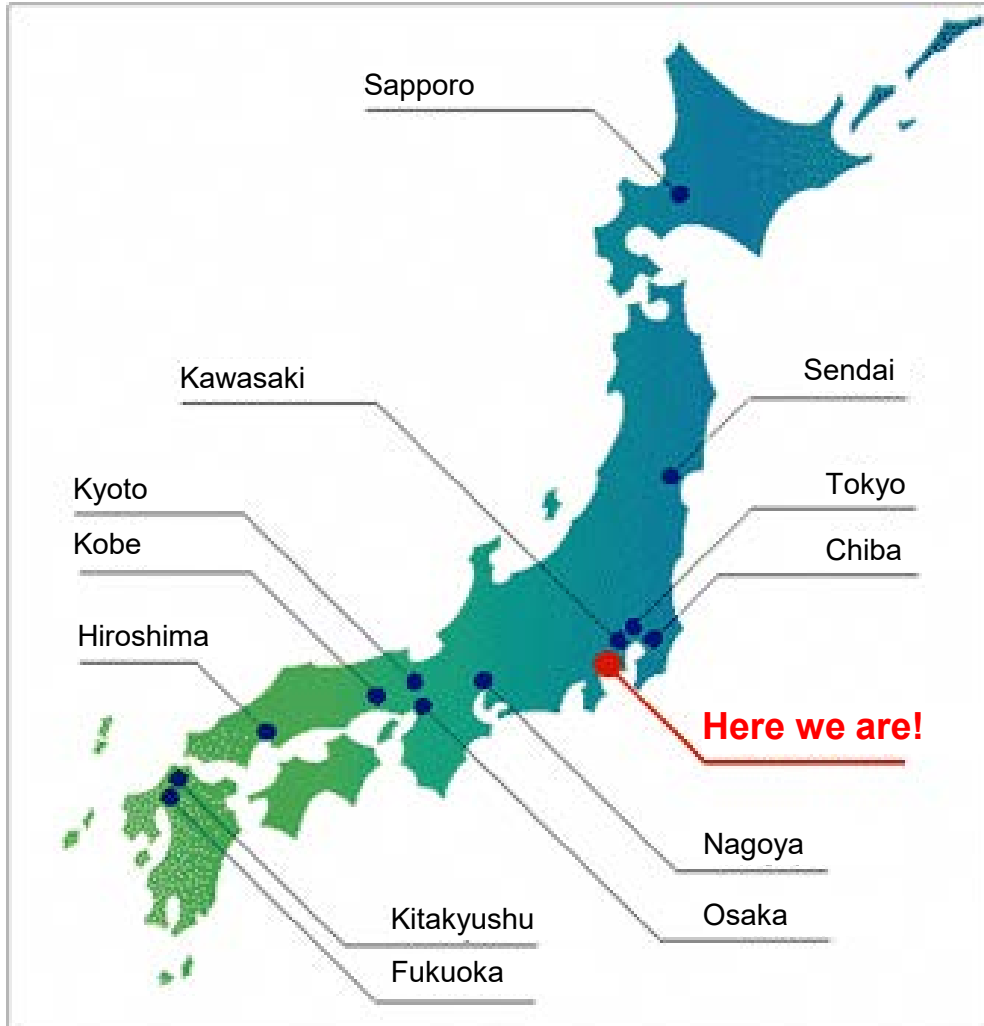 Sapporo
Kawasaki
Sendai
Kyoto
Tokyo
Kobe
Chiba
Hiroshima
Here we are!
Nagoya
Kitakyushu
Osaka
Fukuoka